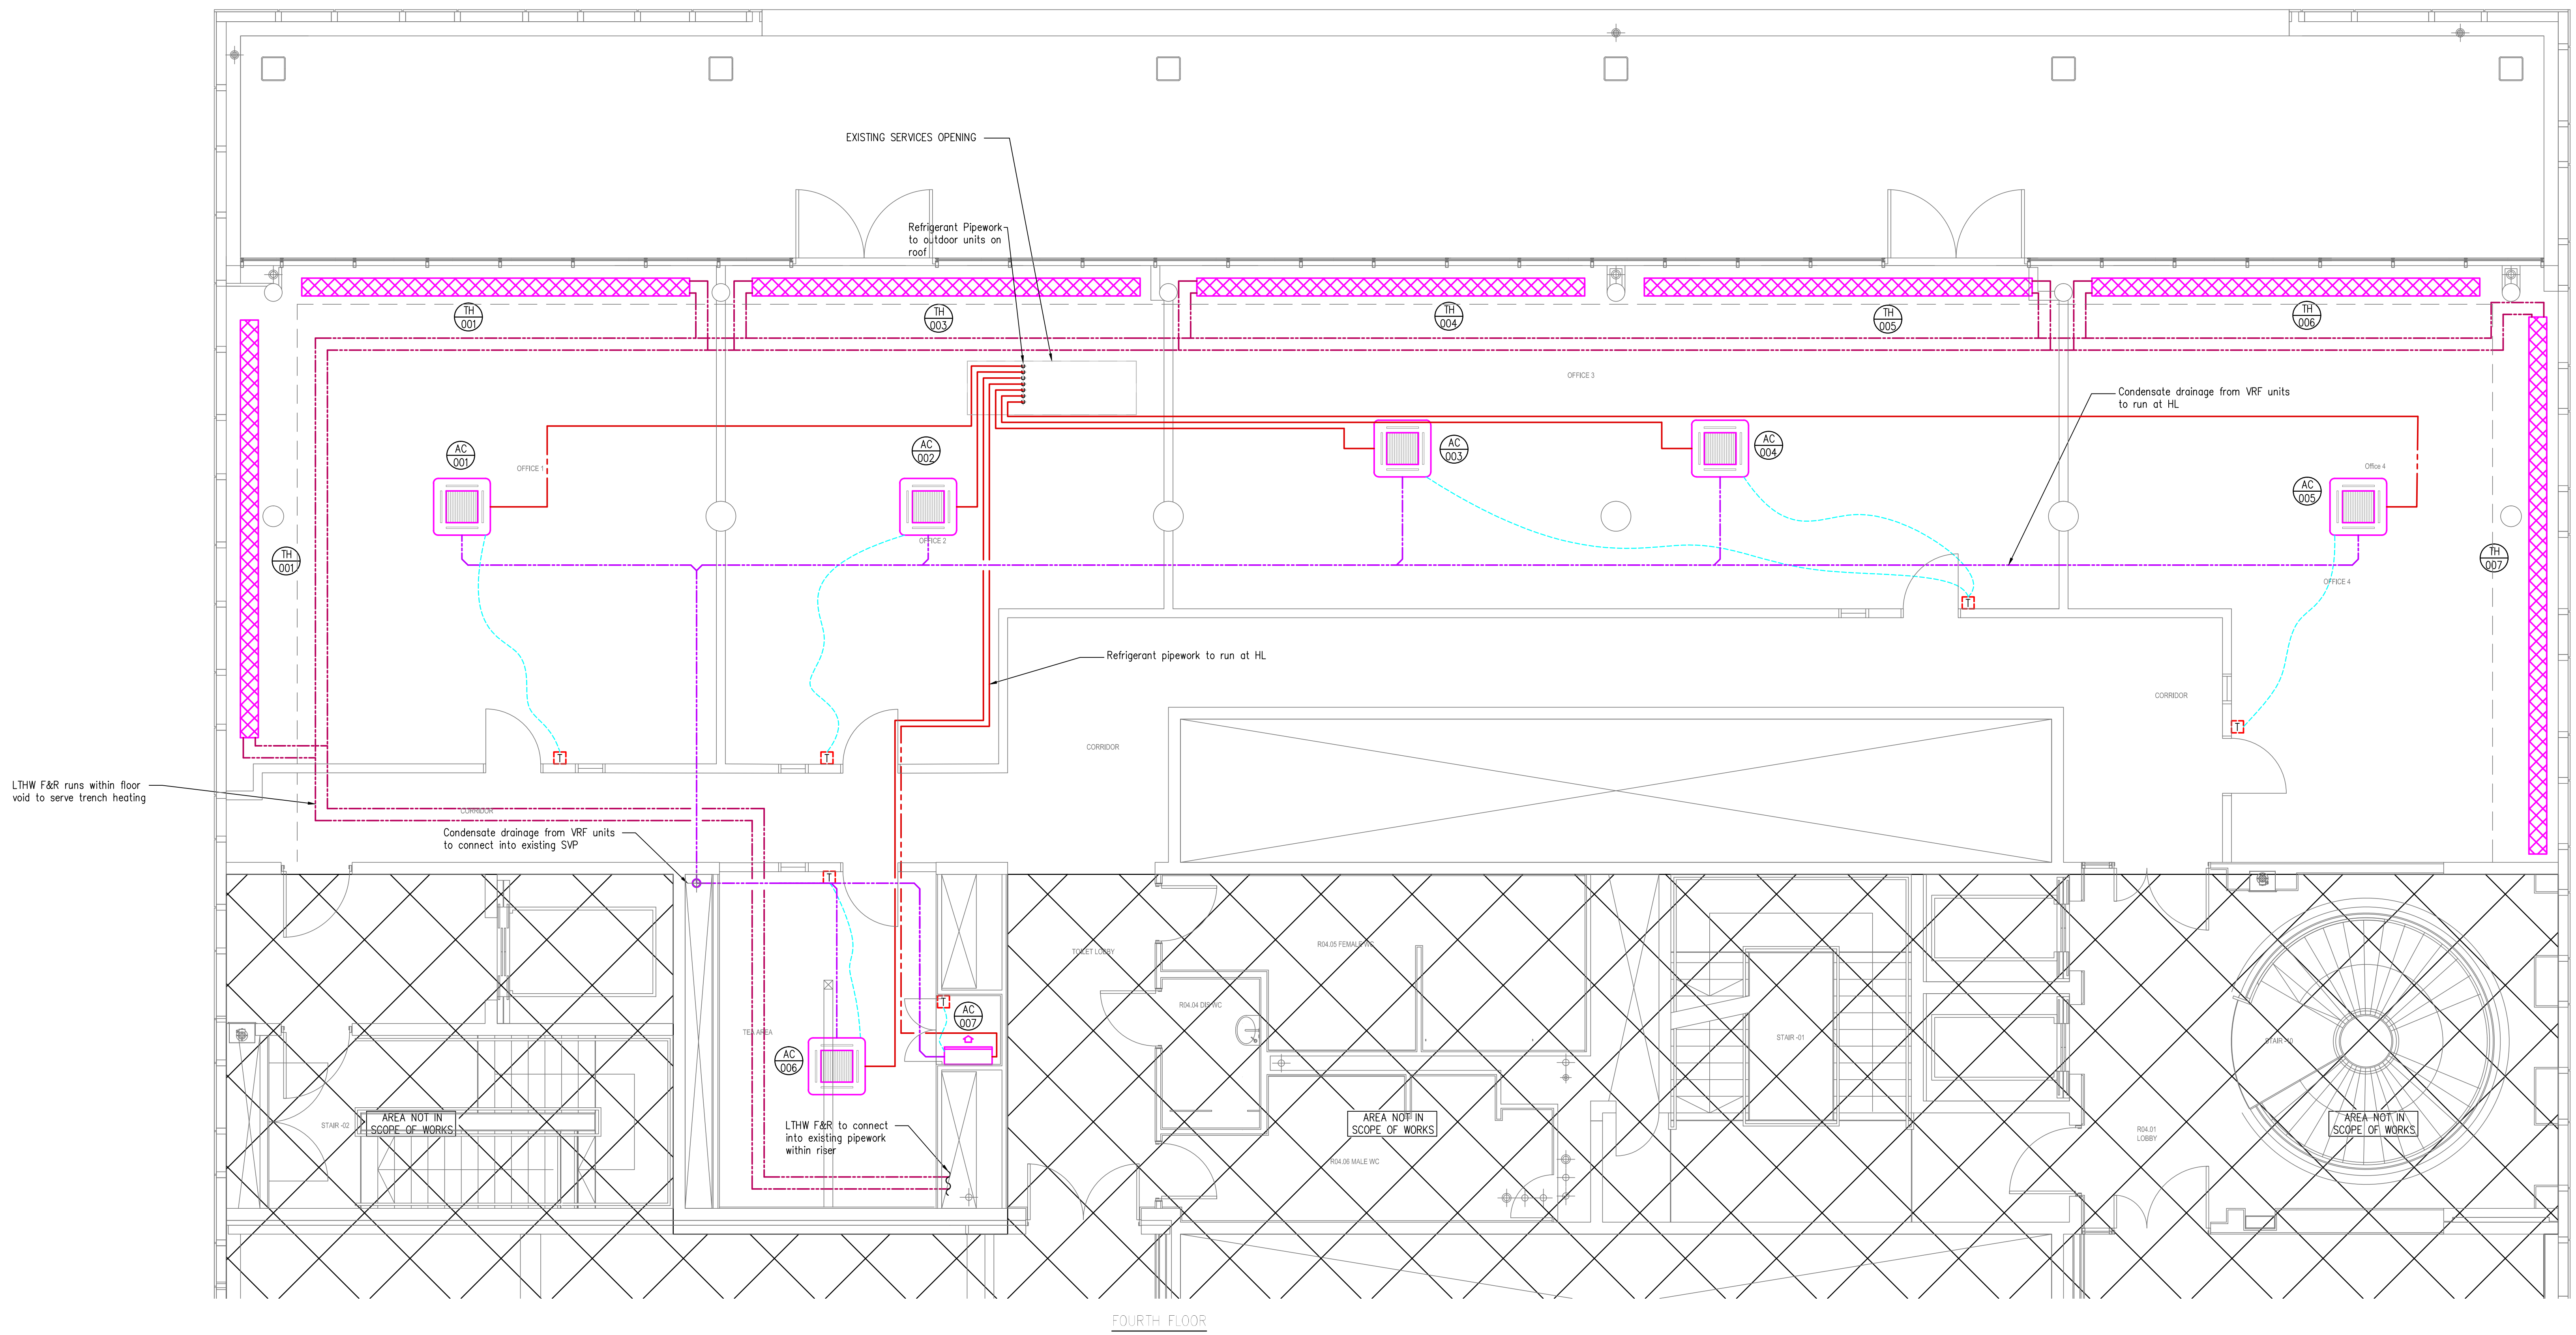 EXISTING SERVICES OPENING
Refrigerant Pipework
to outdoor units on
roof
TH
001
TH
003
TH
004
TH
005
TH
006
OFFICE 3
Condensate drainage from VRF units
to run at HL
AC
001
OFFICE 1
AC
002
AC
003
AC
004
Office 4
AC
005
OFFICE 2
TH
001
TH
007
OFFICE 4
T
Refrigerant pipework to run at HL
CORRIDOR
T
CORRIDOR
T
T
LTHW F&R runs within floor
void to serve trench heating
CORRIDOR
Condensate drainage from VRF units
to connect into existing SVP
T
TOILET LOBBY
R04.05 FEMALE WC
T
R04.04 DIS WC
AC
007
TEA AREA
STAIR -01
STAIR -10
AC
006
AREA NOT IN
SCOPE OF WORKS
STAIR -02
LTHW F&R to connect
into existing pipework
within riser
AREA NOT IN
SCOPE OF WORKS
AREA NOT IN
SCOPE OF WORKS
R04.01
LOBBY
R04.06 MALE WC
FOURTH FLOOR